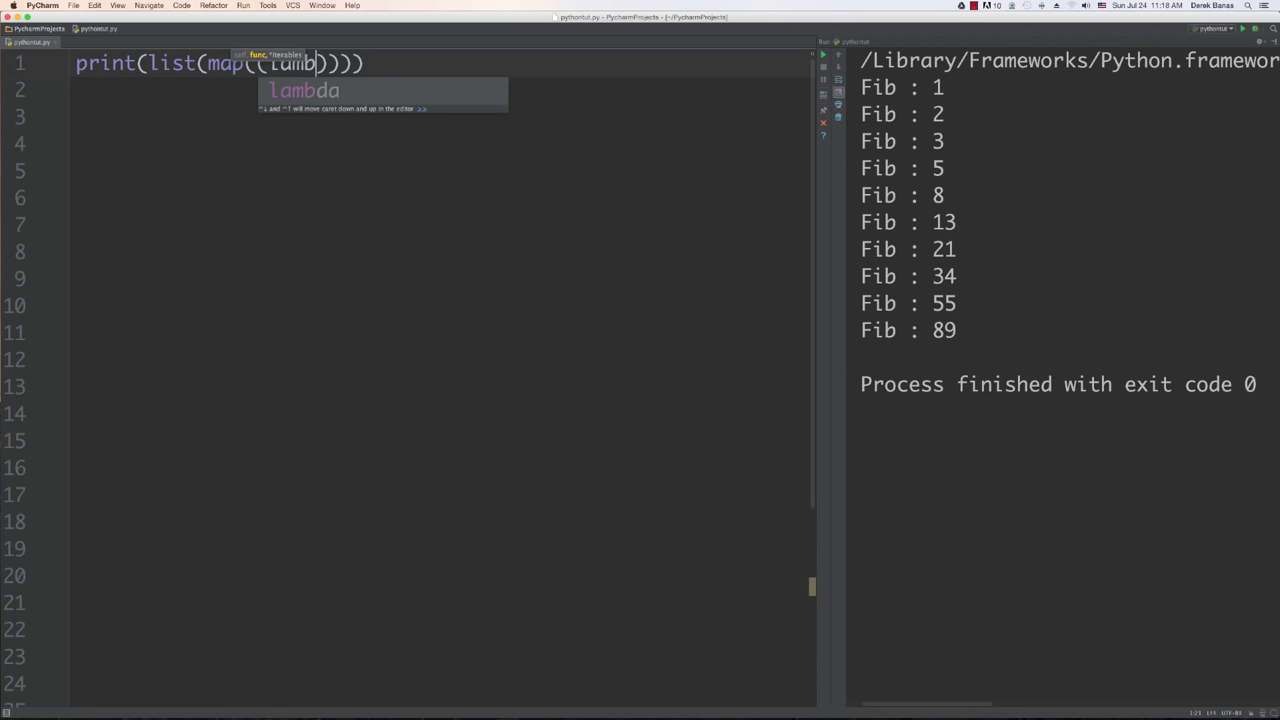 PyCharm File Edit View Navigate Code Refactor Run Tools VCS Window Help
10 Sun Jul 24 11:18 AM Derek Banas
pythontut.py - PycharmProjects - [~/PycharmProjects]
PycharmProjects pythontut.py pythontut
pythontut.py
Run: pythontut
self, func, *iterables
1 print(list(map((lamb))))
lambda
^↓ and ^↑ will move caret down and up in the editor >>
2
3
4
5
6
7
8
9
10
11
12
13
14
15
16
17
18
19
20
21
22
23
24
/Library/Frameworks/Python.framewor
Fib : 1
Fib : 2
Fib : 3
Fib : 5
Fib : 8
Fib : 13
Fib : 21
Fib : 34
Fib : 55
Fib : 89
Process finished with exit code 0
1:21 LF÷ UTF-8÷